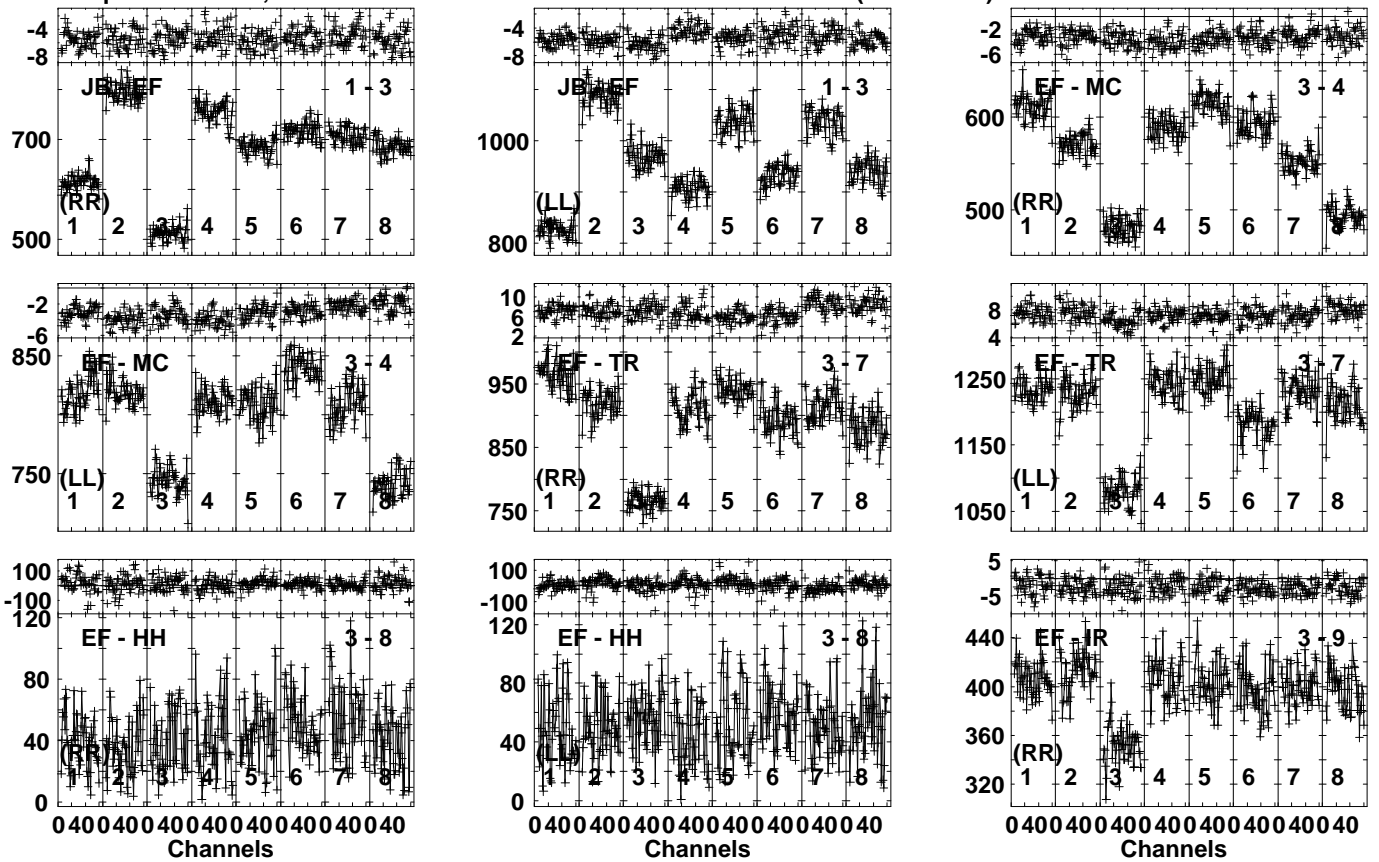 -4
-8
JB - EF 1 - 3
700
500
(RR)
1 2 3 4 5 6 7 8
-4
-8
JB - EF 1 - 3
1000
800
(LL)
1 2 3 4 5 6 7 8
-2
-6
EF - MC 3 - 4
600
500
(RR)
1 2 3 4 5 6 7 8
-2
-6
EF - MC 3 - 4
850
750
(LL)
1 2 3 4 5 6 7 8
10
6
2
EF - TR 3 - 7
950
850
750
(RR)
1 2 3 4 5 6 7 8
8
4
EF - TR 3 - 7
1250
1150
1050
(LL)
1 2 3 4 5 6 7 8
100
-100
120
EF - HH 3 - 8
80
40
0
(RR)
1 2 3 4 5 6 7 8
0 40 0 40 0 40 0 40 0 40 0 40 0 40 0 40
Channels
100
-100
120
EF - HH 3 - 8
80
40
0
(LL)
1 2 3 4 5 6 7 8
0 40 0 40 0 40 0 40 0 40 0 40 0 40 0 40
Channels
5
-5
EF - IR 3 - 9
440
400
360
320
(RR)
1 2 3 4 5 6 7 8
0 40 0 40 0 40 0 40 0 40 0 40 0 40 0 40
Channels